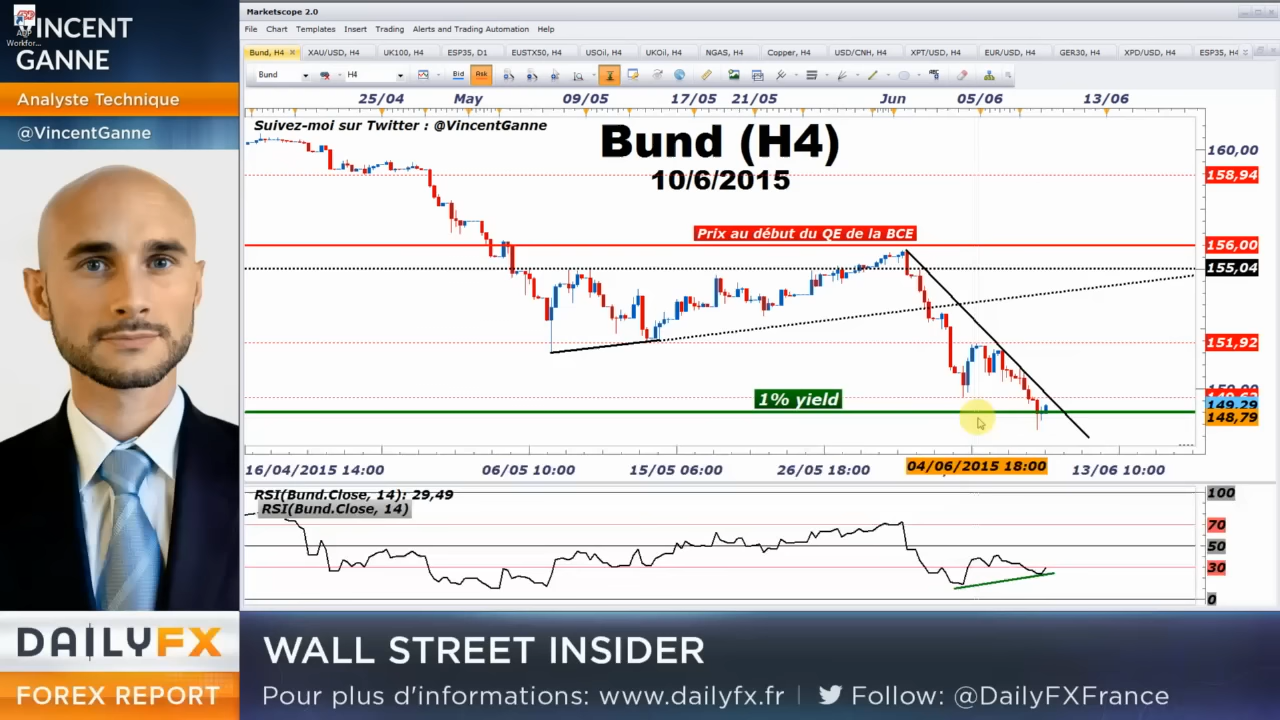 VINCENT
GANNE
Analyste Technique
@VincentGanne
Marketscope 2.0
File Chart Templates Insert Trading Alerts and Trading Automation Help
Bund, H4 XAU/USD, H4 UK100, H4 ESP35, D1 EUSTX50, H4 USOil, H4 UKOil, H4 NGAS, H4 Copper, H4 USD/CNH, H4 XPT/USD, H4 EUR/USD, H4 GER30, H4 XPD/USD, H4 ESP35, H4
Bund H4 Bid Ask
25/04 May 09/05 17/05 21/05 Jun 05/06 13/06
Suivez-moi sur Twitter : @VincentGanne
Bund (H4)
10/6/2015
160,00
158,94
Prix au début du QE de la BCE
156,00
155,04
151,92
150,00
149,62
1% yield
149,29
148,79
16/04/2015 14:00 06/05 10:00 15/05 06:00 26/05 18:00 04/06/2015 18:00 13/06 10:00
RSI(Bund.Close, 14): 29,49
RSI(Bund.Close, 14)
100
70
50
30
0
DAILYFX
FOREX REPORT
WALL STREET INSIDER
Pour plus d'informations: www.dailyfx.fr | Follow: @DailyFXFrance